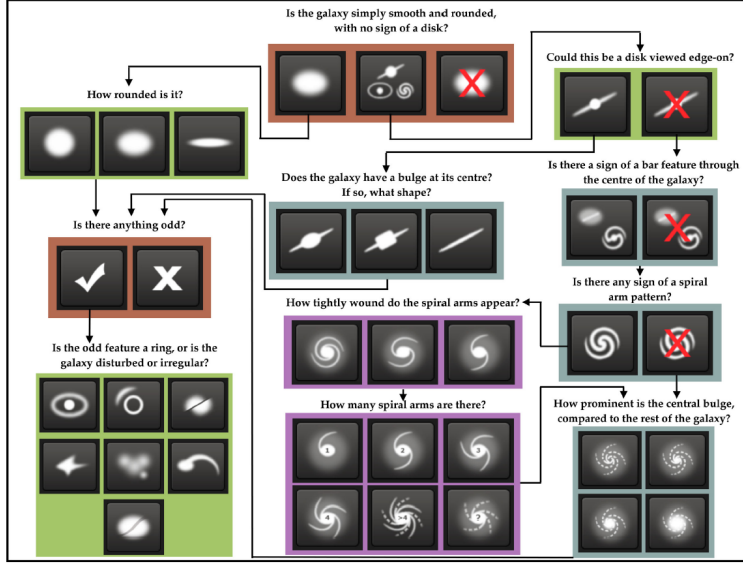 Is the galaxy simply smooth and rounded,
with no sign of a disk?
Could this be a disk viewed edge-on?
How rounded is it?
Does the galaxy have a bulge at its centre?
If so, what shape?
Is there a sign of a bar feature through
the centre of the galaxy?
Is there anything odd?
Is there any sign of a spiral
arm pattern?
How tightly wound do the spiral arms appear?
Is the odd feature a ring, or is the
galaxy disturbed or irregular?
How many spiral arms are there?
How prominent is the central bulge,
compared to the rest of the galaxy?
1
2
3
4
?